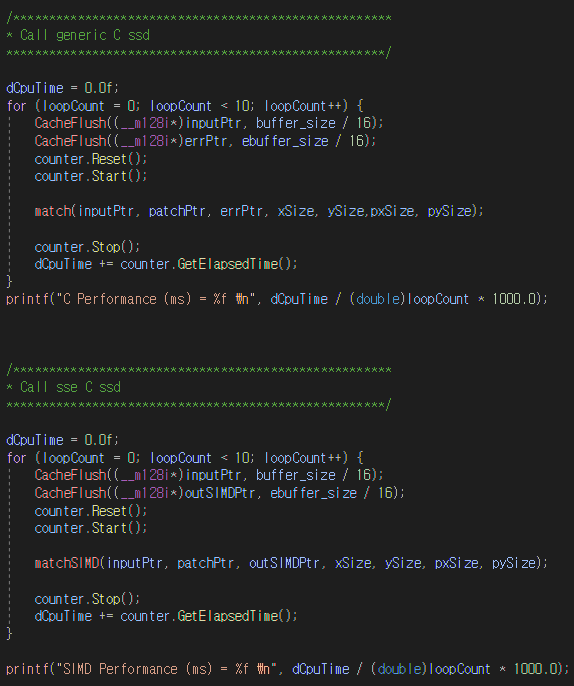 /*****************************************************
* Call generic C ssd
*****************************************************/
dCpuTime = 0.0f;
for (loopCount = 0; loopCount < 10; loopCount++) {
CacheFlush((__m128i*)inputPtr, buffer_size / 16);
CacheFlush((__m128i*)errPtr, ebuffer_size / 16);
counter.Reset();
counter.Start();
match(inputPtr, patchPtr, errPtr, xSize, ySize,pxSize, pySize);
counter.Stop();
dCpuTime += counter.GetElapsedTime();
}
printf("C Performance (ms) = %f ₩n", dCpuTime / (double)loopCount * 1000.0);
/*****************************************************
* Call sse C ssd
*****************************************************/
dCpuTime = 0.0f;
for (loopCount = 0; loopCount < 10; loopCount++) {
CacheFlush((__m128i*)inputPtr, buffer_size / 16);
CacheFlush((__m128i*)outSIMDPtr, ebuffer_size / 16);
counter.Reset();
counter.Start();
matchSIMD(inputPtr, patchPtr, outSIMDPtr, xSize, ySize, pxSize, pySize);
counter.Stop();
dCpuTime += counter.GetElapsedTime();
}
printf("SIMD Performance (ms) = %f ₩n", dCpuTime / (double)loopCount * 1000.0);